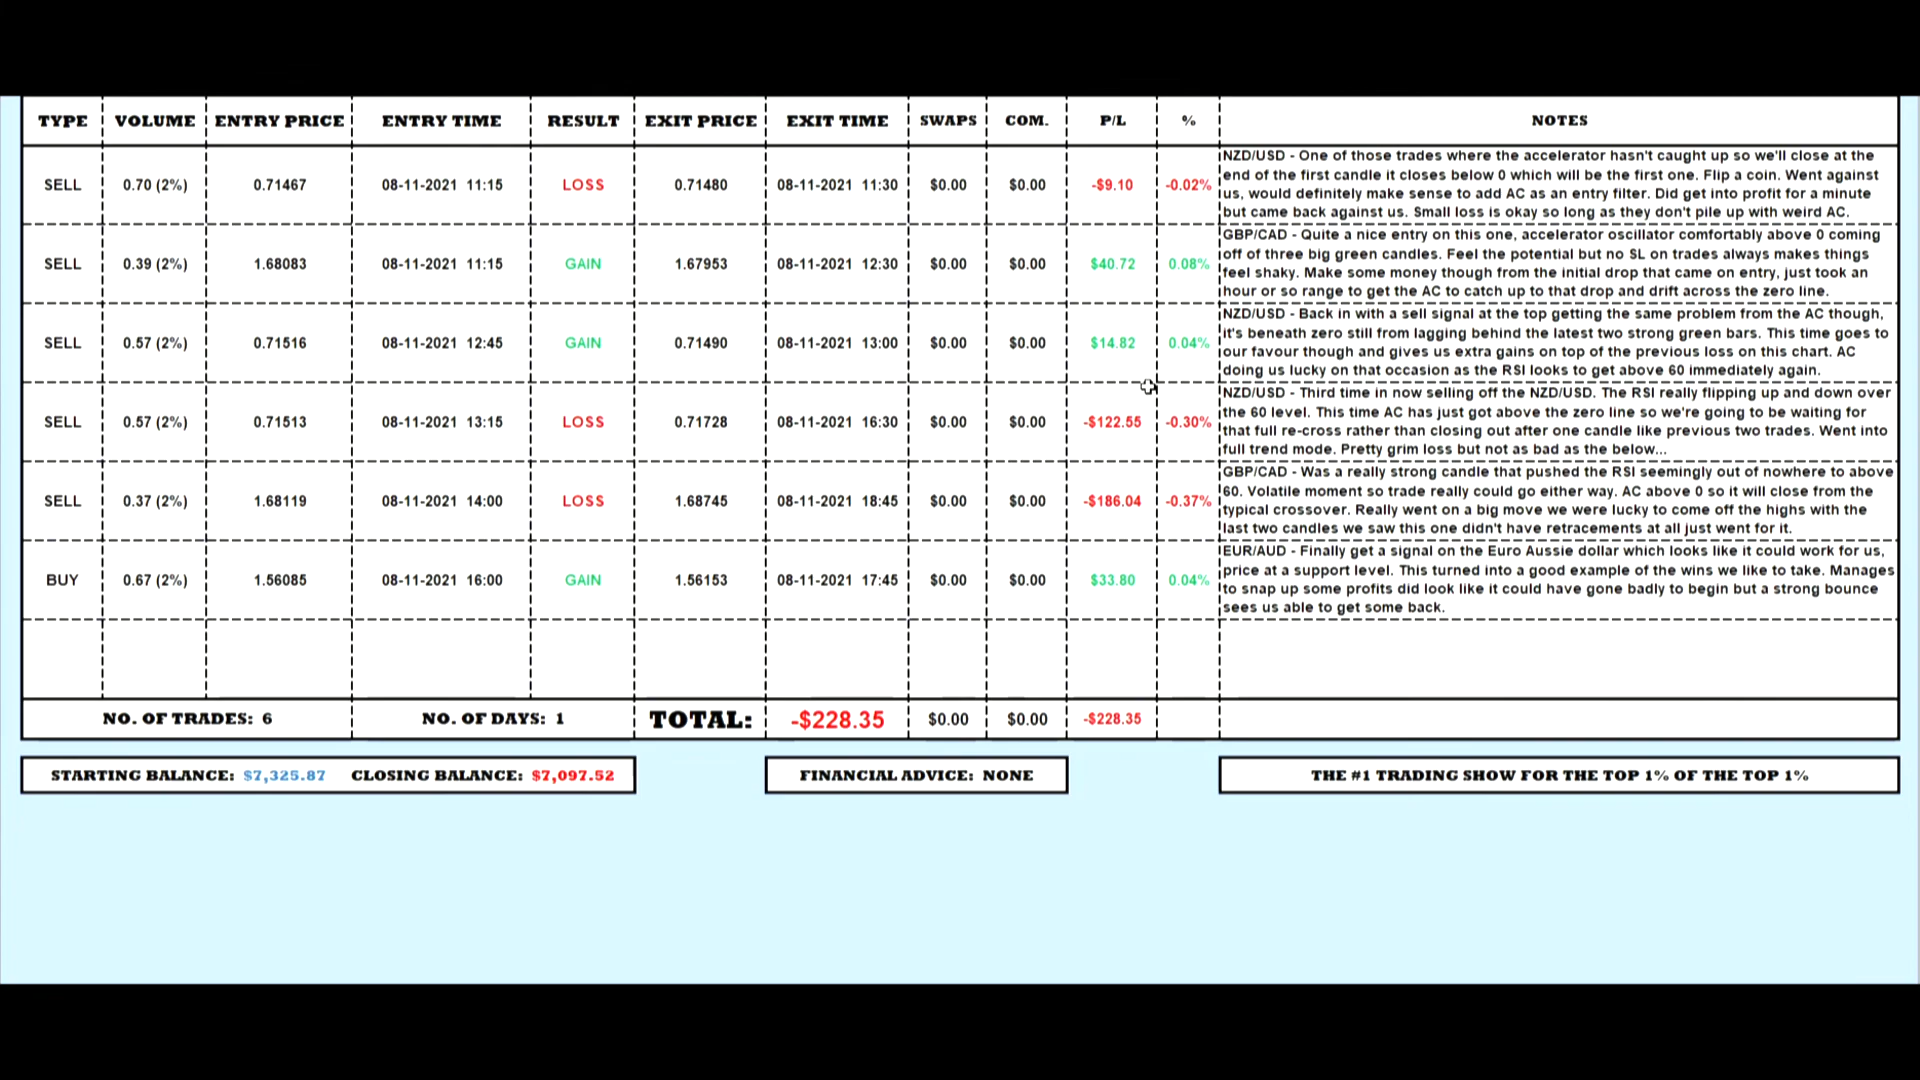 TYPE VOLUME ENTRY PRICE ENTRY TIME RESULT EXIT PRICE EXIT TIME SWAPS COM. P/L % NOTES
SELL 0.70 (2%) 0.71467 08-11-2021 11:15 LOSS 0.71480 08-11-2021 11:30 $0.00 $0.00 -$9.10 -0.02%
NZD/USD - One of those trades where the accelerator hasn't caught up so we'll close at the
end of the first candle it closes below 0 which will be the first one. Flip a coin. Went against
us, would definitely make sense to add AC as an entry filter. Did get into profit for a minute
but came back against us. Small loss is okay so long as they don't pile up with weird AC.
SELL 0.39 (2%) 1.68083 08-11-2021 11:15 GAIN 1.67953 08-11-2021 12:30 $0.00 $0.00 $40.72 0.08%
GBP/CAD - Quite a nice entry on this one, accelerator oscillator comfortably above 0 coming
off of three big green candles. Feel the potential but no SL on trades always makes things
feel shaky. Make some money though from the initial drop that came on entry, just took an
hour or so range to get the AC to catch up to that drop and drift across the zero line.
SELL 0.57 (2%) 0.71516 08-11-2021 12:45 GAIN 0.71490 08-11-2021 13:00 $0.00 $0.00 $14.82 0.04%
NZD/USD - Back in with a sell signal at the top getting the same problem from the AC though,
it's beneath zero still from lagging behind the latest two strong green bars. This time goes to
our favour though and gives us extra gains on top of the previous loss on this chart. AC
doing us lucky on that occasion as the RSI looks to get above 60 immediately again.
SELL 0.57 (2%) 0.71513 08-11-2021 13:15 LOSS 0.71728 08-11-2021 16:30 $0.00 $0.00 -$122.55 -0.30%
NZD/USD - Third time in now selling off the NZD/USD. The RSI really flipping up and down over
the 60 level. This time AC has just got above the zero line so we're going to be waiting for
that full re-cross rather than closing out after one candle like previous two trades. Went into
full trend mode. Pretty grim loss but not as bad as the below...
SELL 0.37 (2%) 1.68119 08-11-2021 14:00 LOSS 1.68745 08-11-2021 18:45 $0.00 $0.00 -$186.04 -0.37%
GBP/CAD - Was a really strong candle that pushed the RSI seemingly out of nowhere to above
60. Volatile moment so trade really could go either way. AC above 0 so it will close from the
typical crossover. Really went on a big move we were lucky to come off the highs with the
last two candles we saw this one didn't have retracements at all just went for it.
BUY 0.67 (2%) 1.56085 08-11-2021 16:00 GAIN 1.56153 08-11-2021 17:45 $0.00 $0.00 $33.80 0.04%
EUR/AUD - Finally get a signal on the Euro Aussie dollar which looks like it could work for us,
price at a support level. This turned into a good example of the wins we like to take. Manages
to snap up some profits did look like it could have gone badly to begin but a strong bounce
sees us able to get some back.
NO. OF TRADES: 6 NO. OF DAYS: 1 TOTAL: -$228.35 $0.00 $0.00 -$228.35
STARTING BALANCE: $7,325.87 CLOSING BALANCE: $7,097.52 FINANCIAL ADVICE: NONE THE #1 TRADING SHOW FOR THE TOP 1% OF THE TOP 1%